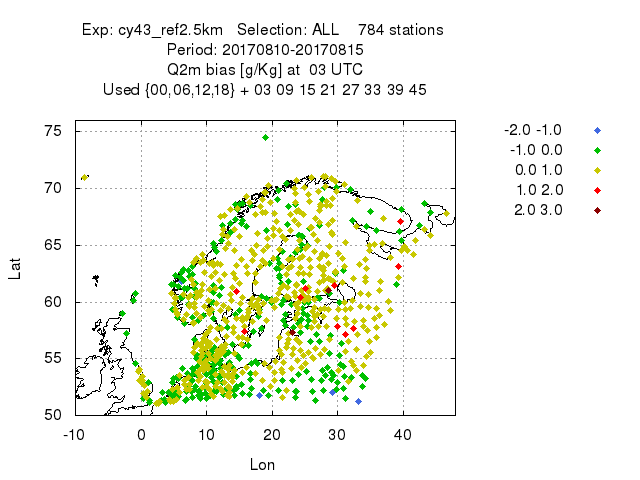 Exp: cy43_ref2.5km Selection: ALL 784 stations
Period: 20170810-20170815
Q2m bias [g/Kg] at 03 UTC
Used {00,06,12,18} + 03 09 15 21 27 33 39 45
75
70
65
60
55
50
-10 0 10 20 30 40
Lat
Lon
-2.0 -1.0
-1.0 0.0
0.0 1.0
1.0 2.0
2.0 3.0